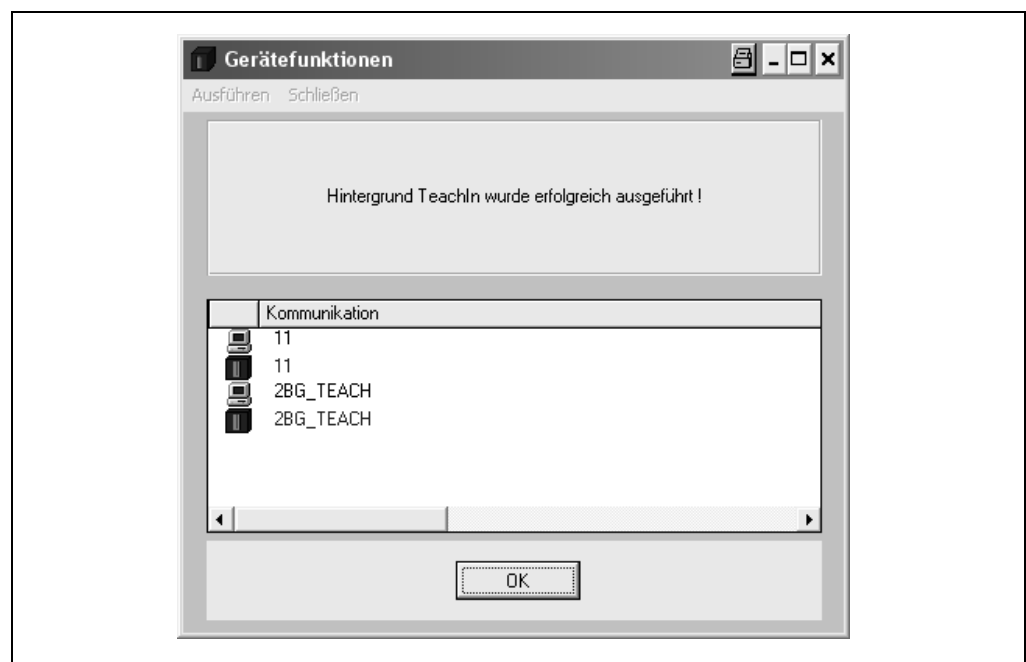 Gerätefunktionen
Ausführen Schließen
Hintergrund TeachIn wurde erfolgreich ausgeführt !
Kommunikation
11
11
2BG_TEACH
2BG_TEACH
OK